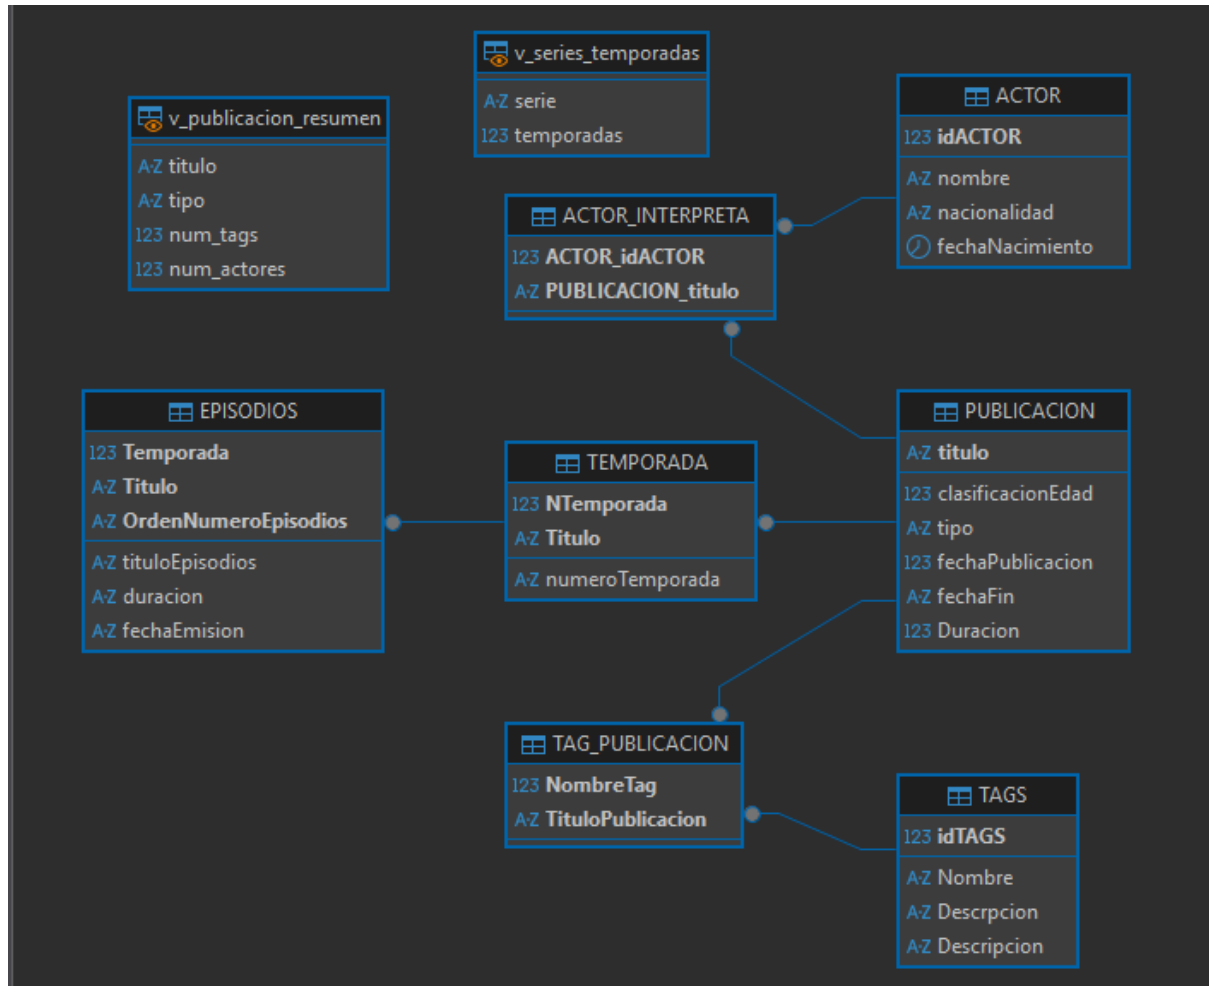 v_series_temporadas
A-Z serie
123 temporadas
v_publicacion_resumen
A-Z titulo
A-Z tipo
123 num_tags
123 num_actores
ACTOR
123 idACTOR
A-Z nombre
A-Z nacionalidad
fechaNacimiento
ACTOR_INTERPRETA
123 ACTOR_idACTOR
A-Z PUBLICACION_titulo
EPISODIOS
123 Temporada
A-Z Titulo
A-Z OrdenNumeroEpisodios
A-Z tituloEpisodios
A-Z duracion
A-Z fechaEmision
TEMPORADA
123 NTemporada
A-Z Titulo
A-Z numeroTemporada
PUBLICACION
A-Z titulo
123 clasificacionEdad
A-Z tipo
123 fechaPublicacion
A-Z fechaFin
123 Duracion
TAG_PUBLICACION
123 NombreTag
A-Z TituloPublicacion
TAGS
123 idTAGS
A-Z Nombre
A-Z Descrpcion
A-Z Descripcion